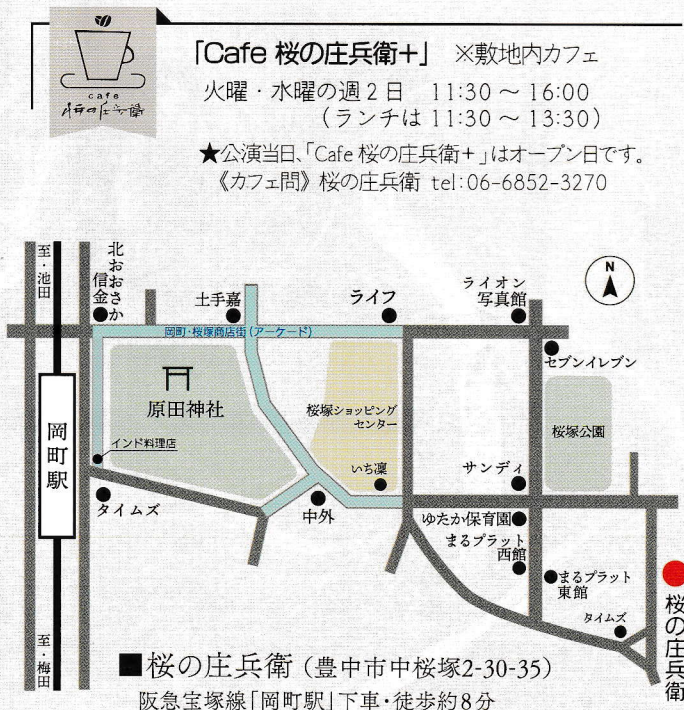 cafe
桜の庄兵衛
「Cafe 桜の庄兵衛+」 ※敷地内カフェ
火曜・水曜の週2日 11:30 ～ 16:00
（ランチは 11:30 ～ 13:30）
★公演当日、「Cafe 桜の庄兵衛+」はオープン日です。
《カフェ問》桜の庄兵衛 tel:06-6852-3270
至・池田
北おおさか
信金
土手嘉
ライフ
ライオン
写真館
N
岡町・桜塚商店街（アーケード）
セブンイレブン
原田神社
桜塚ショッピング
センター
桜塚公園
岡町駅
インド料理店
いち凜
サンディ
タイムズ
中外
ゆたか保育園
まるプラット
西館
まるプラット
東館
タイムズ
桜の庄兵衛
至・梅田
■桜の庄兵衛（豊中市中桜塚2-30-35）
阪急宝塚線「岡町駅」下車・徒歩約8分